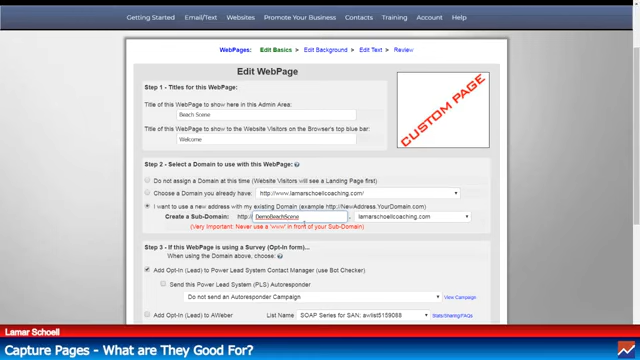 Getting Started Email/Text Websites Promote Your Business Contacts Training Account Help
WebPages: Edit Basics > Edit Background > Edit Text > Review
Edit WebPage
Step 1 - Titles for this WebPage:
Title of this WebPage to show here in this Admin Area:
Beach Scene
Title of this WebPage to show to the Website Visitors on the Browser's top blue bar:
Welcome
CUSTOM PAGE
Step 2 - Select a Domain to use with this WebPage:
Do not assign a Domain at this time (Website Visitors will see a Landing Page first)
Choose a Domain you already have: http://www.lamarschoellcoaching.com/
I want to use a new address with my existing Domain (example http://NewAddress.YourDomain.com)
Create a Sub-Domain: http:// DemoBeachScene . lamarschoellcoaching.com
(Very Important: Never use a 'www' in front of your Sub-Domain)
Step 3 - If this WebPage is using a Survey (Opt-in form)...
When using the Domain above, choose:
Add Opt-In (Lead) to Power Lead System Contact Manager (use Bot Checker)
Send this Power Lead System (PLS) Autoresponder
Do not send an Autoresponder Campaign View Campaign
Add Opt-In (Lead) to AWeber List Name SOAP Series for SAN: awlist5159088 Stats/Sharing/FAQs
Lamar Schoell
Capture Pages - What are They Good For?